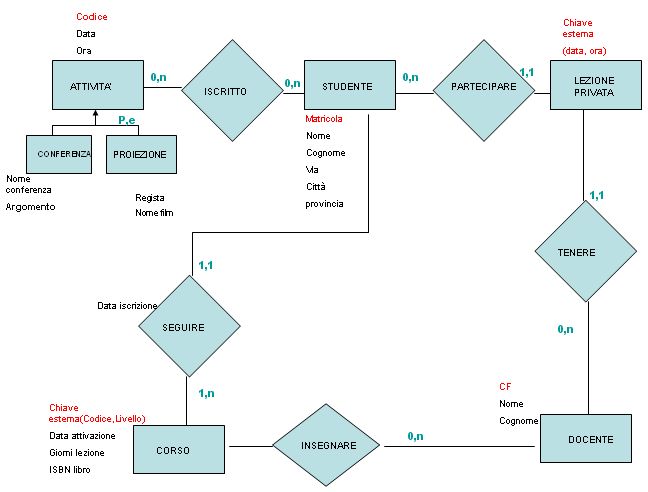 Codice
Data
Ora
ATTIVITA'
0,n
ISCRITTO
0,n
STUDENTE
0,n
PARTECIPARE
1,1
Chiave
esterna
(data, ora)
LEZIONE
PRIVATA
P,e
CONFERENZA
PROIEZIONE
Nome
conferenza
Argomento
Regista
Nome film
Matricola
Nome
Cognome
Via
Città
provincia
1,1
TENERE
0,n
1,1
Data iscrizione
SEGUIRE
1,n
Chiave
esterna(Codice,Livello)
Data attivazione
Giorni lezione
ISBN libro
CORSO
INSEGNARE
0,n
CF
Nome
Cognome
DOCENTE